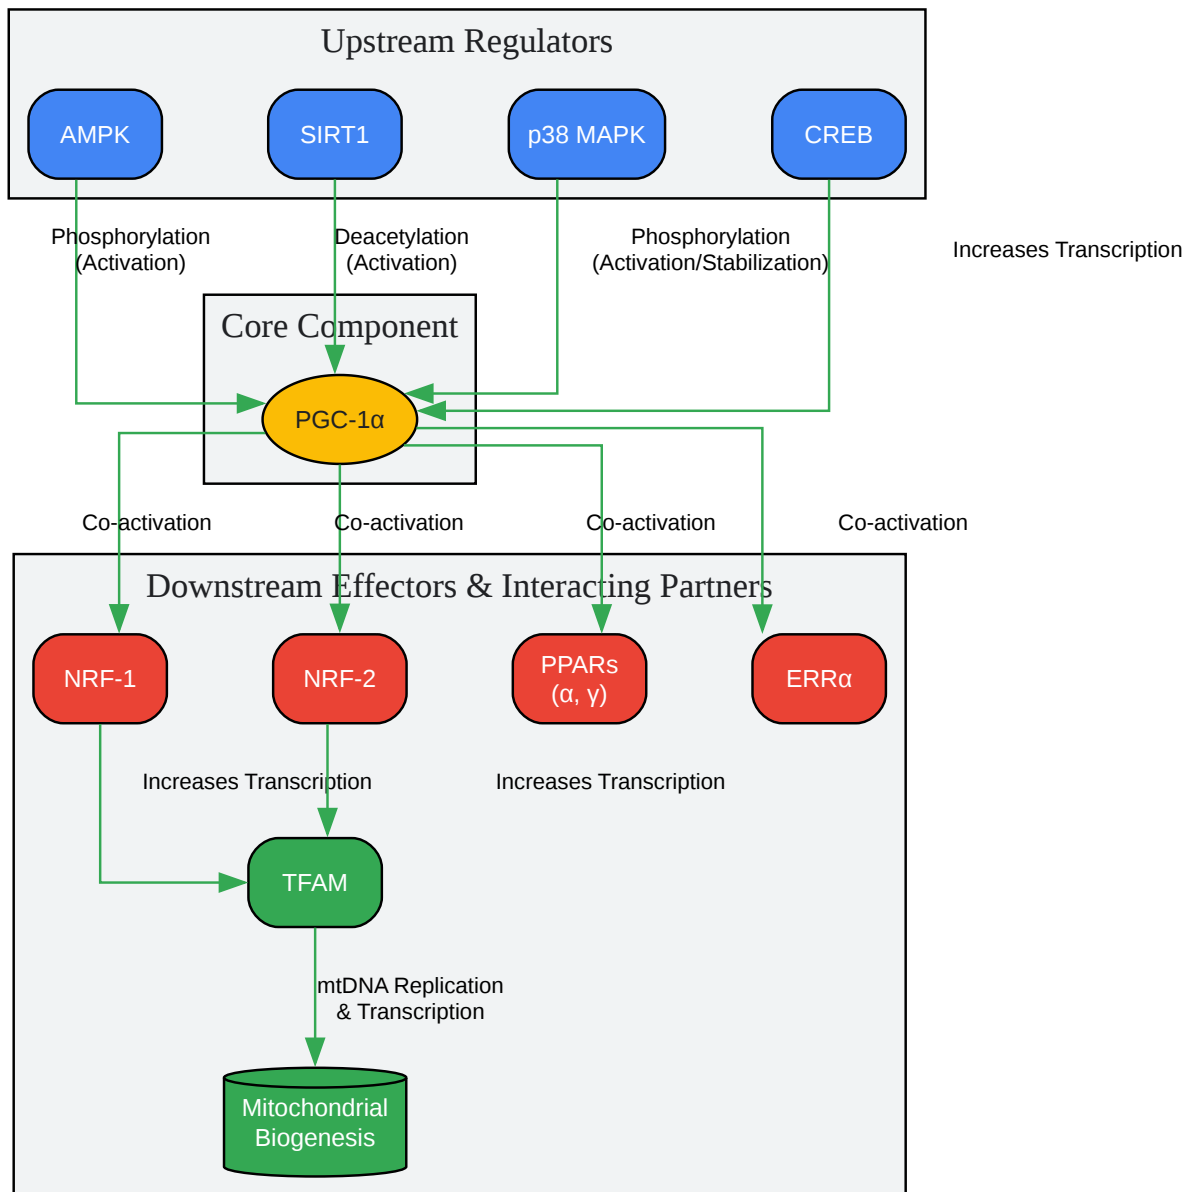 Upstream Regulators
AMPK
SIRT1
p38 MAPK
CREB
Phosphorylation
(Activation)
Deacetylation
(Activation)
Phosphorylation
(Activation/Stabilization)
Increases Transcription
Core Component
PGC-1α
Co-activation
Co-activation
Co-activation
Co-activation
Downstream Effectors & Interacting Partners
NRF-1
NRF-2
PPARs
(α, γ)
ERRα
Increases Transcription
Increases Transcription
TFAM
mtDNA Replication
& Transcription
Mitochondrial
Biogenesis